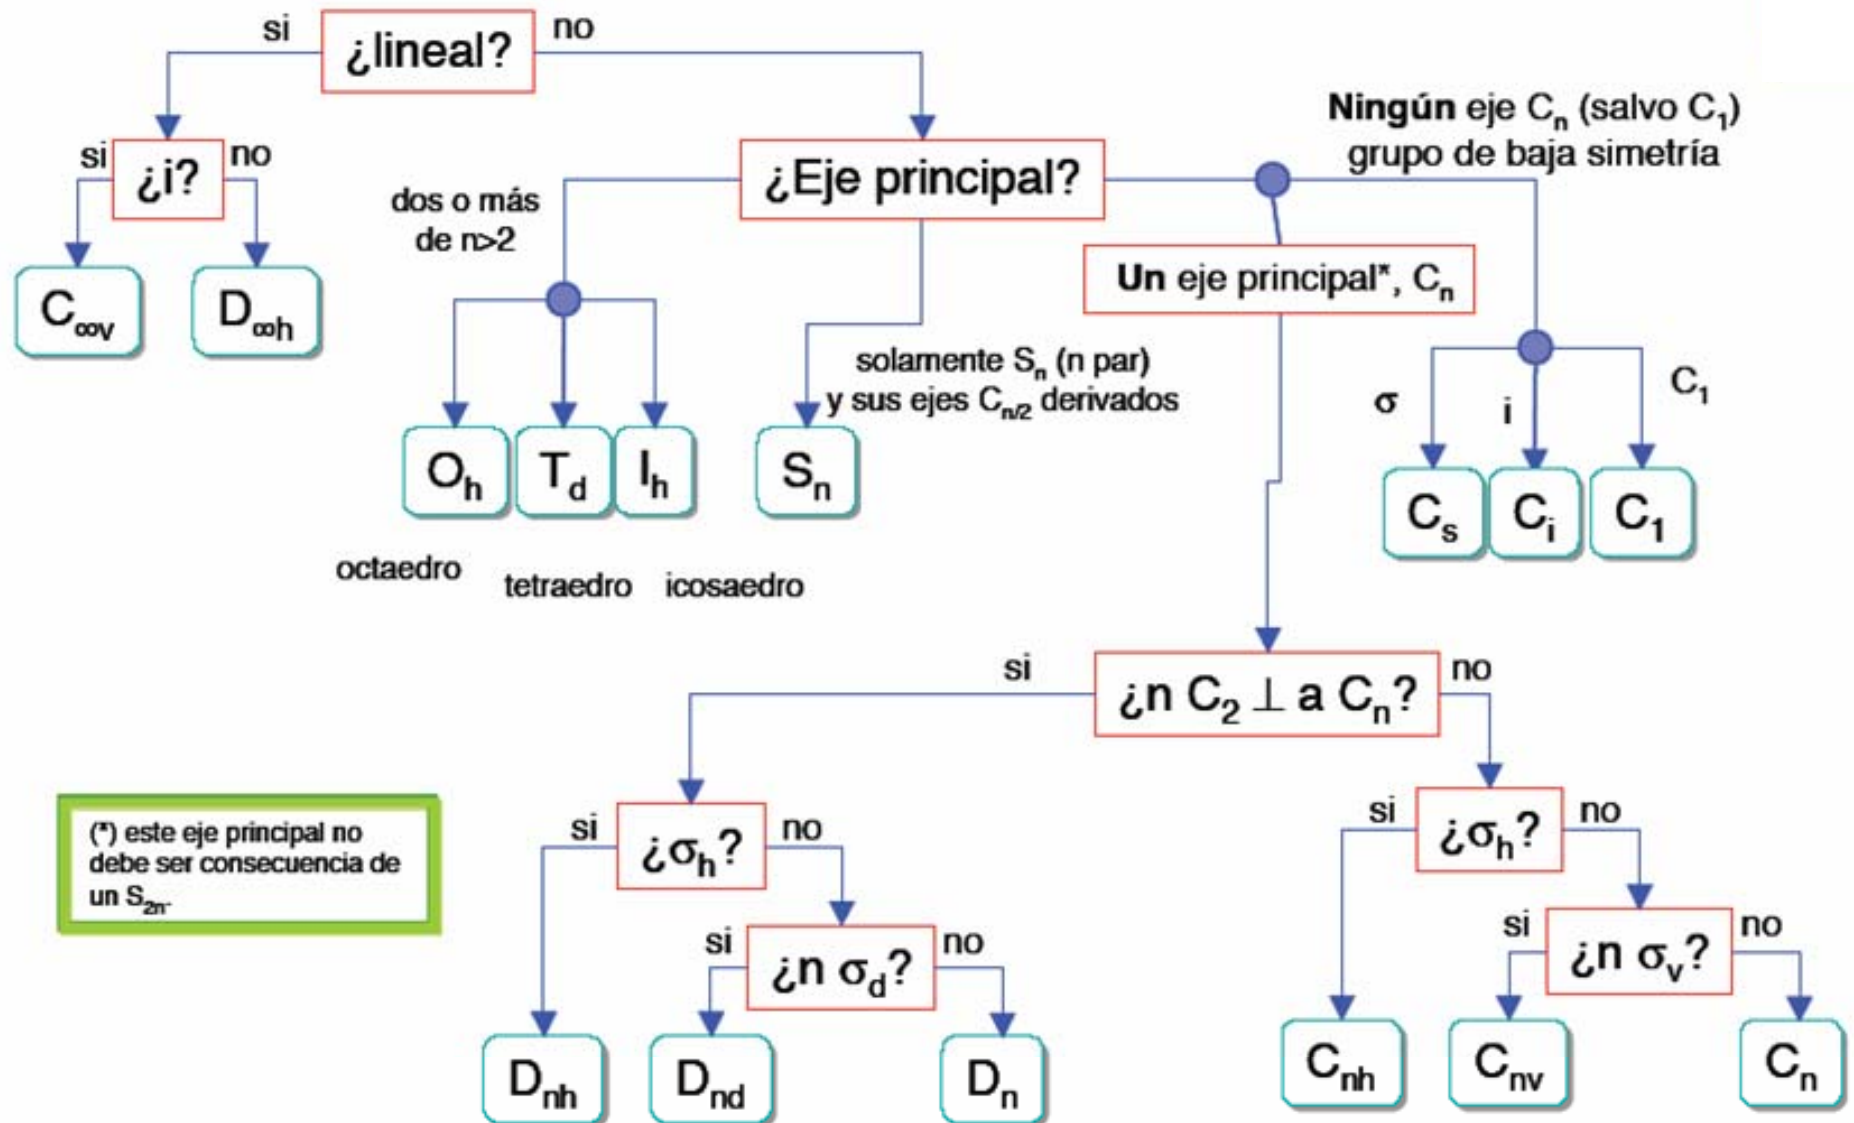 si
¿lineal?
no
si
¿i?
no
C∞v
D∞h
¿Eje principal?
dos o más
de n>2
Oh
Td
Ih
octaedro
tetraedro
icosaedro
solamente Sn (n par)
y sus ejes Cn/2 derivados
Sn
Ningún eje Cn (salvo C1)
grupo de baja simetría
Un eje principal*, Cn
σ
i
C1
Cs
Ci
C1
si
¿n C2 ⊥ a Cn?
no
si
¿σh?
no
si
¿n σd?
no
Dnh
Dnd
Dn
si
¿σh?
no
si
¿n σv?
no
Cnh
Cnv
Cn
(*) este eje principal no
debe ser consecuencia de
un S2n.